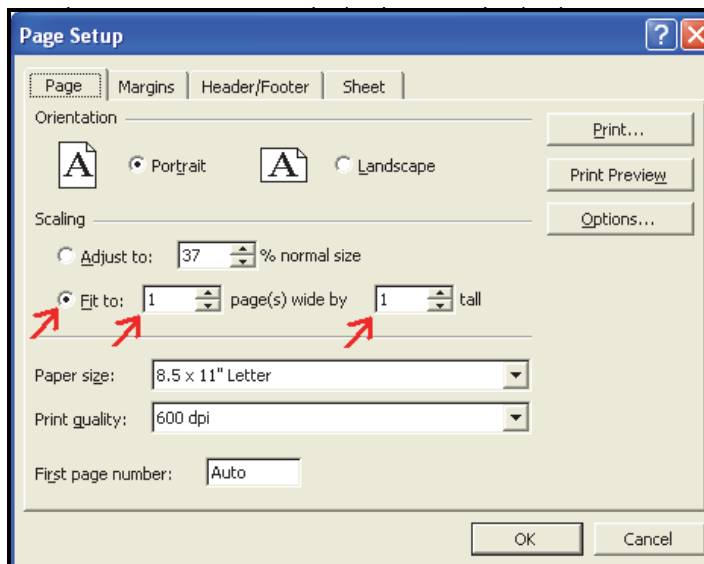 Page Setup
Page Margins Header/Footer Sheet
Orientation
Print...
A Portrait A Landscape
Print Preview
Scaling
Options...
Adjust to: 37 % normal size
Fit to: 1 page(s) wide by 1 tall
Paper size: 8.5 x 11" Letter
Print quality: 600 dpi
First page number: Auto
OK Cancel